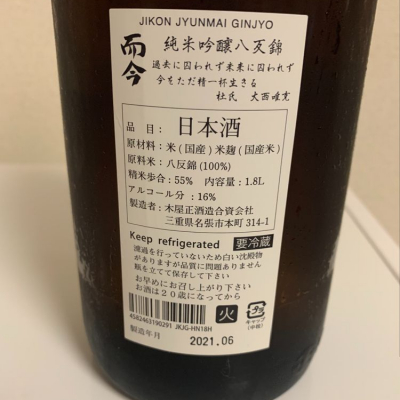 JIKON JYUNMAI GINJYO
而今 純米吟醸八反錦
過去に囚われず未来に囚われず
今をただ精一杯生きる
杜氏 大西唯克
品目：日本酒
原材料：米(国産)米麹(国産米)
原料米：八反錦(100%)
精米歩合：55% 内容量：1.8L
アルコール分：16%
製造者：木屋正酒造合資会社
三重県名張市本町 314-1
Keep refrigerated 要冷蔵
濾過を行っていないため白い沈殿物
がありますが品質に問題ありません
瓶を立てて保存して下さい
お早めにお召し上がり下さい
お酒は20歳になってから
火
キャップ
(中栓)
4582463190291 JKJG-HN18H
製造年月 2021.06